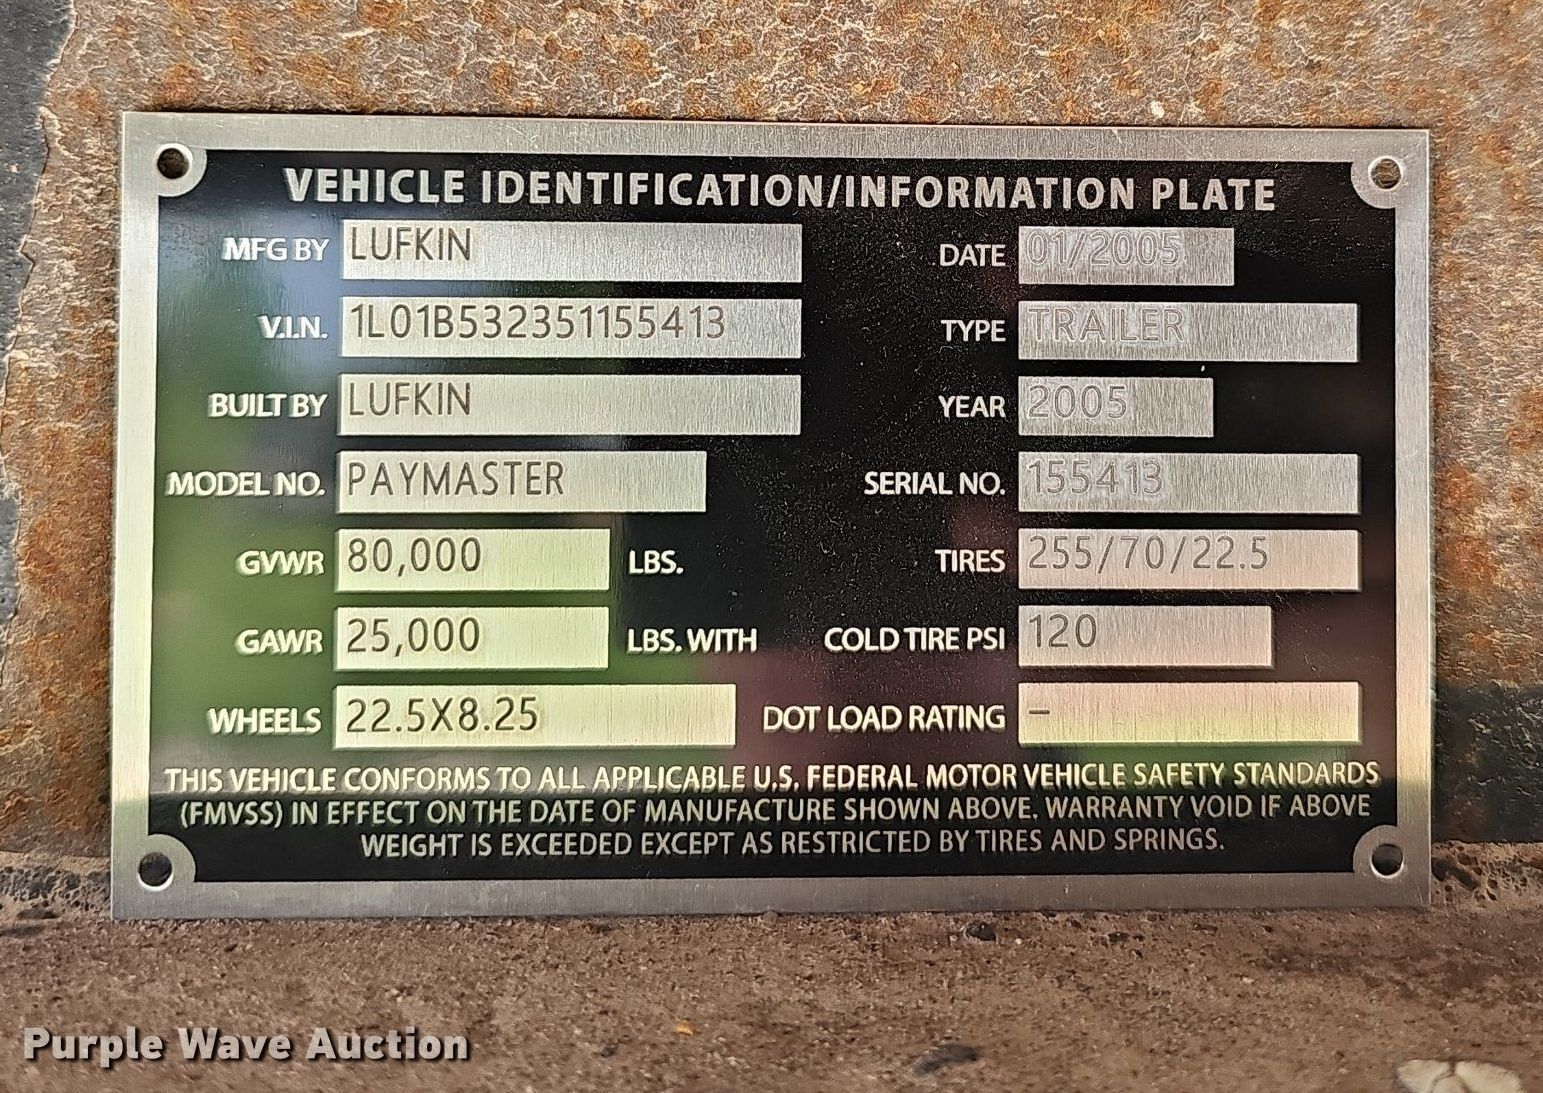 VEHICLE IDENTIFICATION/INFORMATION PLATE
MFG BY LUFKIN DATE 01/2005
V.I.N. 1L01B532351155413 TYPE TRAILER
BUILT BY LUFKIN YEAR 2005
MODEL NO. PAYMASTER SERIAL NO. 155413
GVWR 80,000 LBS. TIRES 255/70/22.5
GAWR 25,000 LBS. WITH COLD TIRE PSI 120
WHEELS 22.5X8.25 DOT LOAD RATING –
THIS VEHICLE CONFORMS TO ALL APPLICABLE U.S. FEDERAL MOTOR VEHICLE SAFETY STANDARDS
(FMVSS) IN EFFECT ON THE DATE OF MANUFACTURE SHOWN ABOVE. WARRANTY VOID IF ABOVE
WEIGHT IS EXCEEDED EXCEPT AS RESTRICTED BY TIRES AND SPRINGS.
Purple Wave Auction